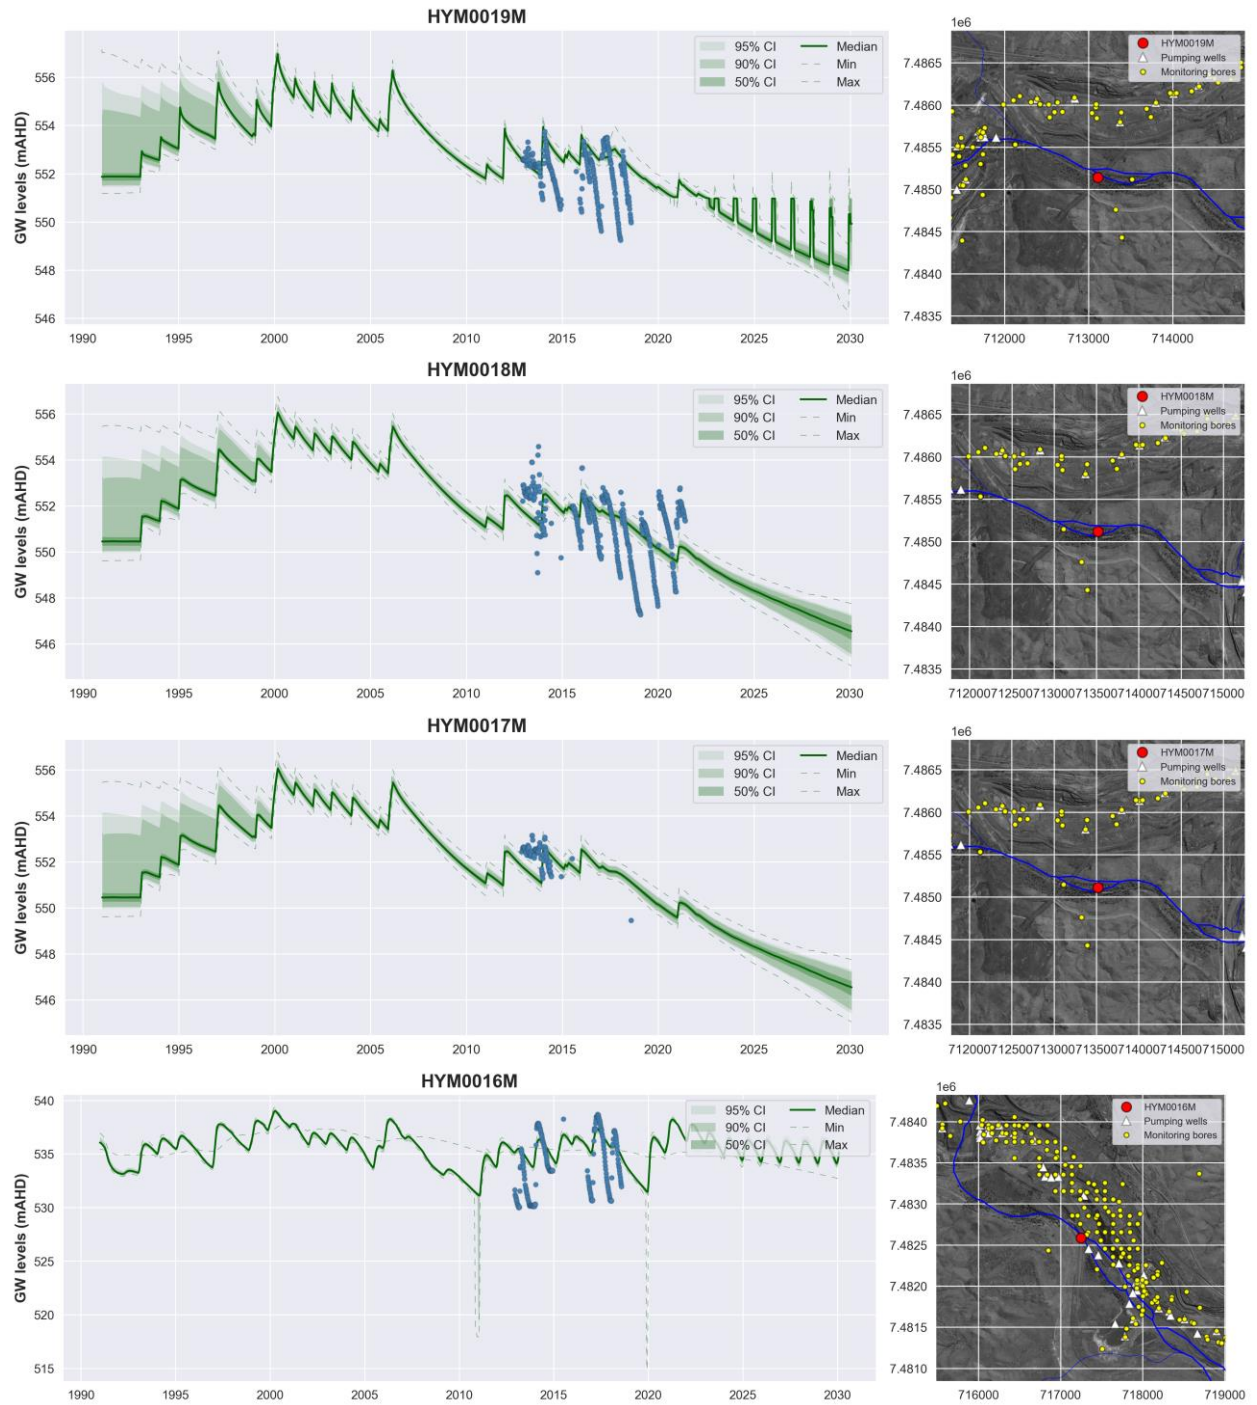 HYM0019M
GW levels (mAHD)
556
554
552
550
548
546
1990 1995 2000 2005 2010 2015 2020 2025 2030
95% CI Median
90% CI Min
50% CI Max
1e6
7.4865
7.4860
7.4855
7.4850
7.4845
7.4840
7.4835
712000 713000 714000
HYM0019M
Pumping wells
Monitoring bores
HYM0018M
GW levels (mAHD)
556
554
552
550
548
546
1990 1995 2000 2005 2010 2015 2020 2025 2030
95% CI Median
90% CI Min
50% CI Max
1e6
7.4865
7.4860
7.4855
7.4850
7.4845
7.4840
7.4835
712000712500713000713500714000714500715000
HYM0018M
Pumping wells
Monitoring bores
HYM0017M
GW levels (mAHD)
556
554
552
550
548
546
1990 1995 2000 2005 2010 2015 2020 2025 2030
95% CI Median
90% CI Min
50% CI Max
1e6
7.4865
7.4860
7.4855
7.4850
7.4845
7.4840
7.4835
712000712500713000713500714000714500715000
HYM0017M
Pumping wells
Monitoring bores
HYM0016M
GW levels (mAHD)
540
535
530
525
520
515
1990 1995 2000 2005 2010 2015 2020 2025 2030
95% CI Median
90% CI Min
50% CI Max
1e6
7.4840
7.4835
7.4830
7.4825
7.4820
7.4815
7.4810
716000 717000 718000 719000
HYM0016M
Pumping wells
Monitoring bores